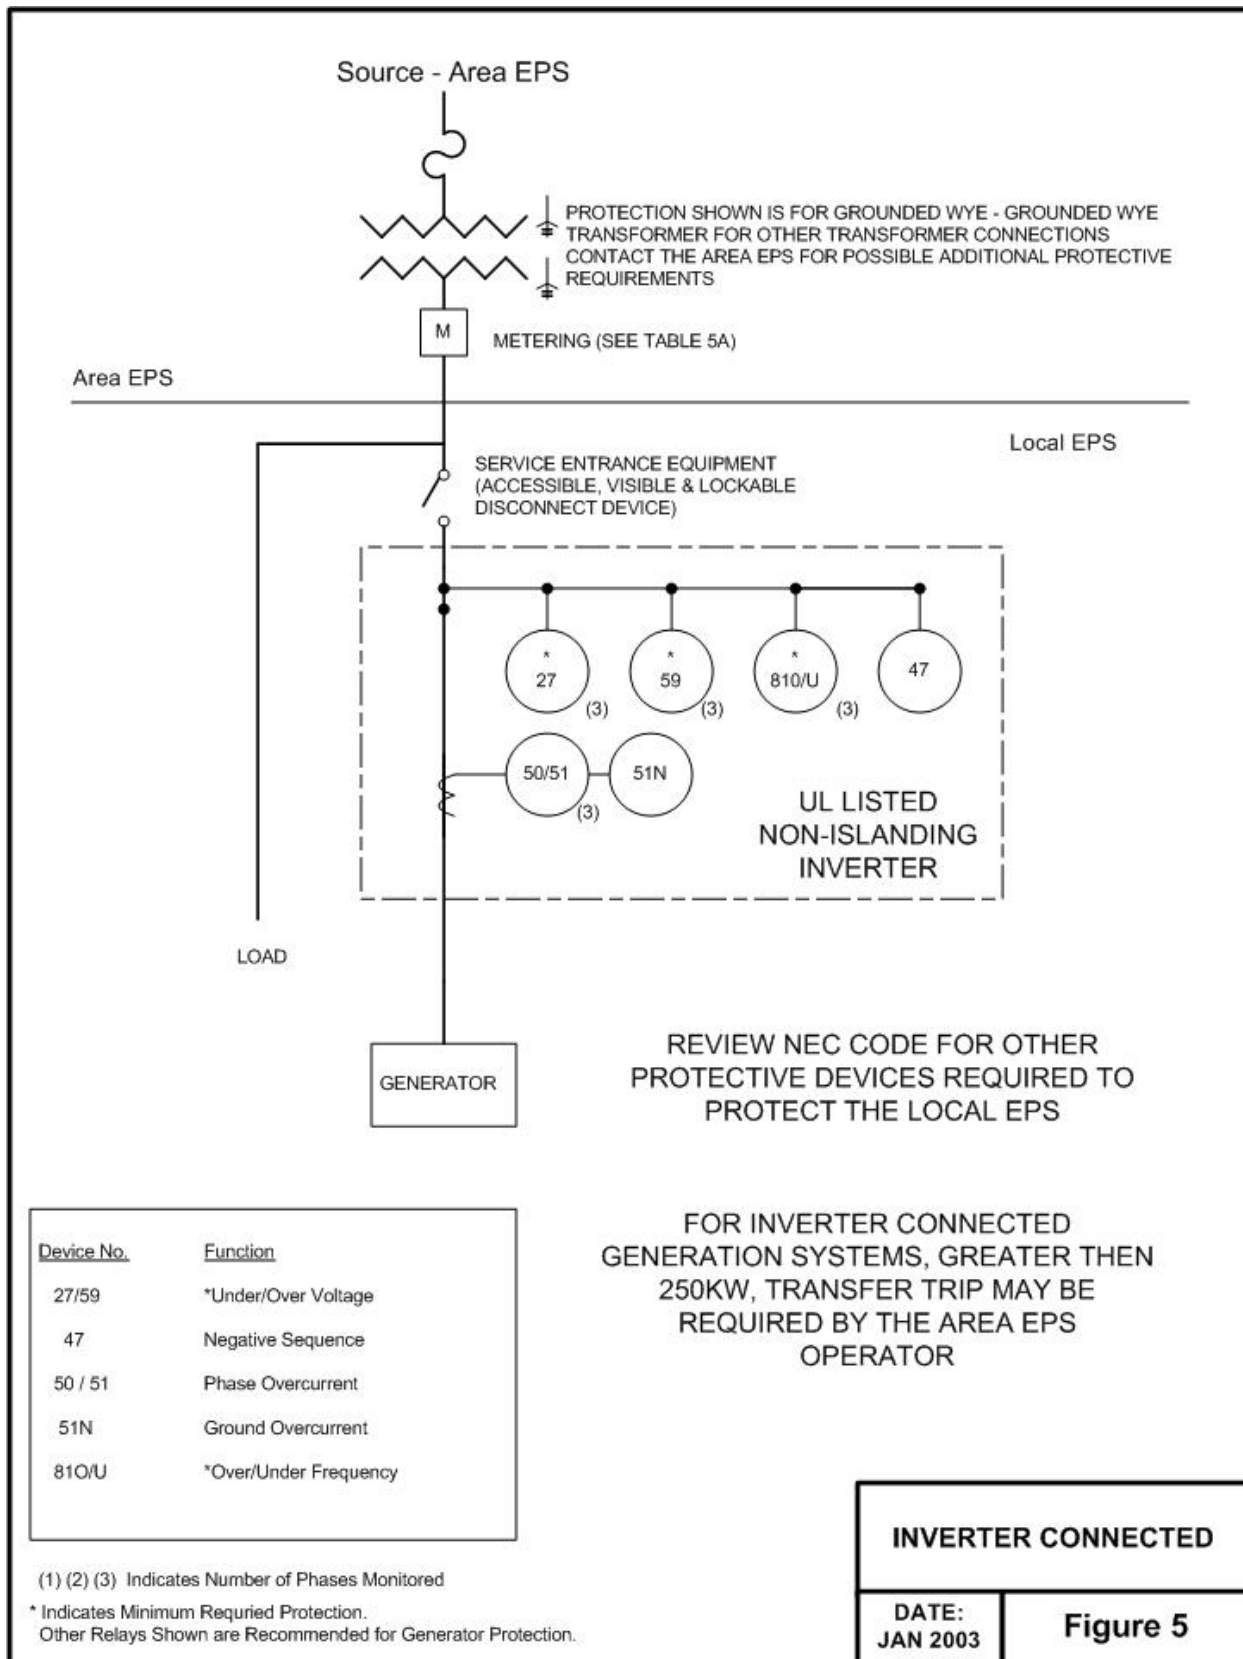 Source - Area EPS
PROTECTION SHOWN IS FOR GROUNDED WYE - GROUNDED WYE
TRANSFORMER FOR OTHER TRANSFORMER CONNECTIONS
CONTACT THE AREA EPS FOR POSSIBLE ADDITIONAL PROTECTIVE
REQUIREMENTS
M
METERING (SEE TABLE 5A)
Area EPS
Local EPS
SERVICE ENTRANCE EQUIPMENT
(ACCESSIBLE, VISIBLE & LOCKABLE
DISCONNECT DEVICE)
*
27
(3)
*
59
(3)
*
810/U
(3)
47
50/51
(3)
51N
UL LISTED
NON-ISLANDING
INVERTER
LOAD
GENERATOR
REVIEW NEC CODE FOR OTHER
PROTECTIVE DEVICES REQUIRED TO
PROTECT THE LOCAL EPS
FOR INVERTER CONNECTED
GENERATION SYSTEMS, GREATER THEN
250KW, TRANSFER TRIP MAY BE
REQUIRED BY THE AREA EPS
OPERATOR
Device No. Function
27/59 *Under/Over Voltage
47 Negative Sequence
50 / 51 Phase Overcurrent
51N Ground Overcurrent
81O/U *Over/Under Frequency
(1) (2) (3) Indicates Number of Phases Monitored
* Indicates Minimum Requried Protection.
Other Relays Shown are Recommended for Generator Protection.
INVERTER CONNECTED
DATE:
JAN 2003
Figure 5